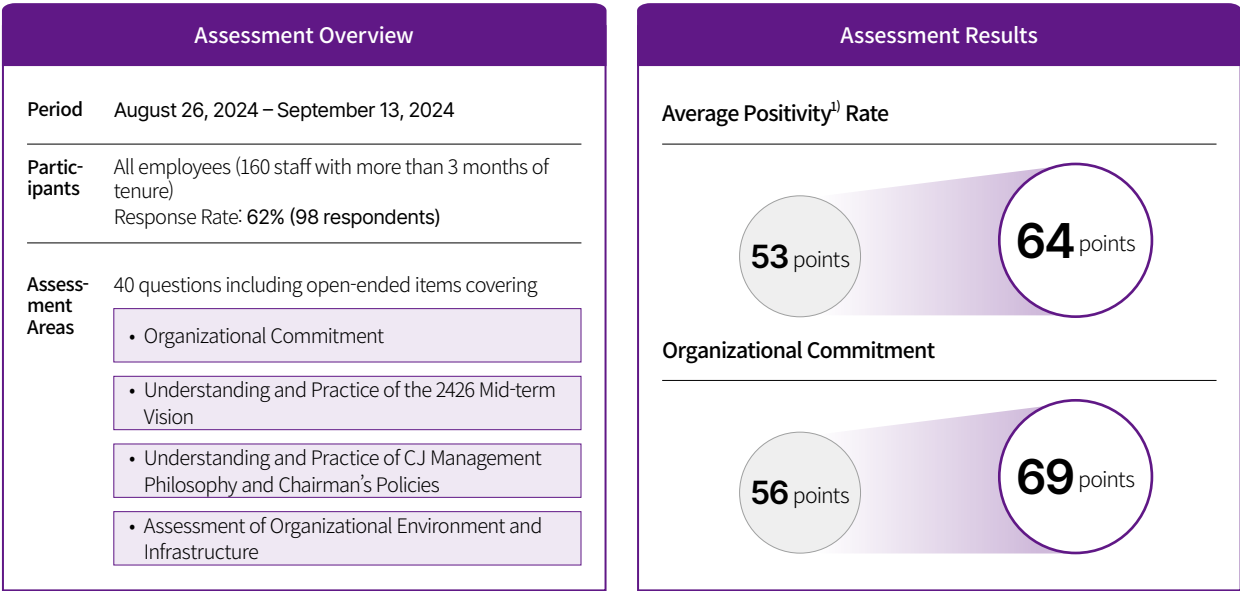 Assessment Overview
Period
August 26, 2024 – September 13, 2024
Partic-
ipants
All employees (160 staff with more than 3 months of
tenure)
Response Rate: 62% (98 respondents)
Assess-
ment
Areas
40 questions including open-ended items covering
• Organizational Commitment
• Understanding and Practice of the 2426 Mid-term
Vision
• Understanding and Practice of CJ Management
Philosophy and Chairman’s Policies
• Assessment of Organizational Environment and
Infrastructure
Assessment Results
Average Positivity1) Rate
53 points
64 points
Organizational Commitment
56 points
69 points